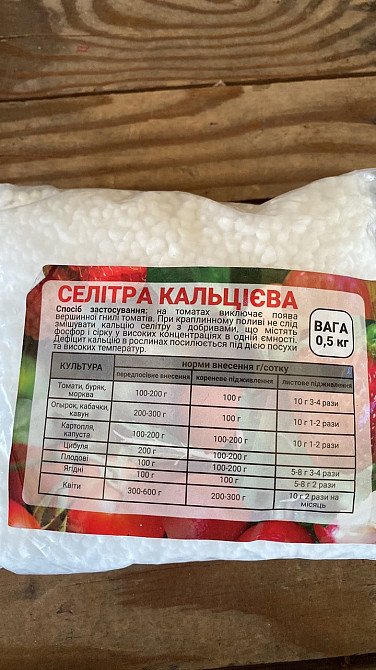 СЕЛІТРА КАЛЬЦІЄВА
Спосіб застосування: на томатах виключає поява
вершинної гнилі томатів. При краплинному поливі не слід
змішувати кальцію селітру з добривами, що містять
фосфор і сірку у високих концентраціях в одній ємності.
Дефіцит кальцію в рослинах посилюється під дією посухи
та високих температур.
ВАГА
0,5 кг
КУЛЬТУРА
норми внесення г/сотку
передпосівне внесення кореневе підживлення листове підживлення
Томати, буряк,
морква
100-200 г 100 г 10 г 3-4 рази
Огірок, кабачки,
кавун
200-300 г 100 г 10 г 1-2 рази
Картопля,
капуста
100-200 г 100-200 г 10 г 1-2 рази
Цибуля 200 г 100-200 г
Плодові 100 г 100-200 г 5-8 г 3-4 рази
Ягідні 100 г 100 г 5-8 г 2 рази
Квіти 300-600 г 200-300 г 10 г 2 рази на
місяць